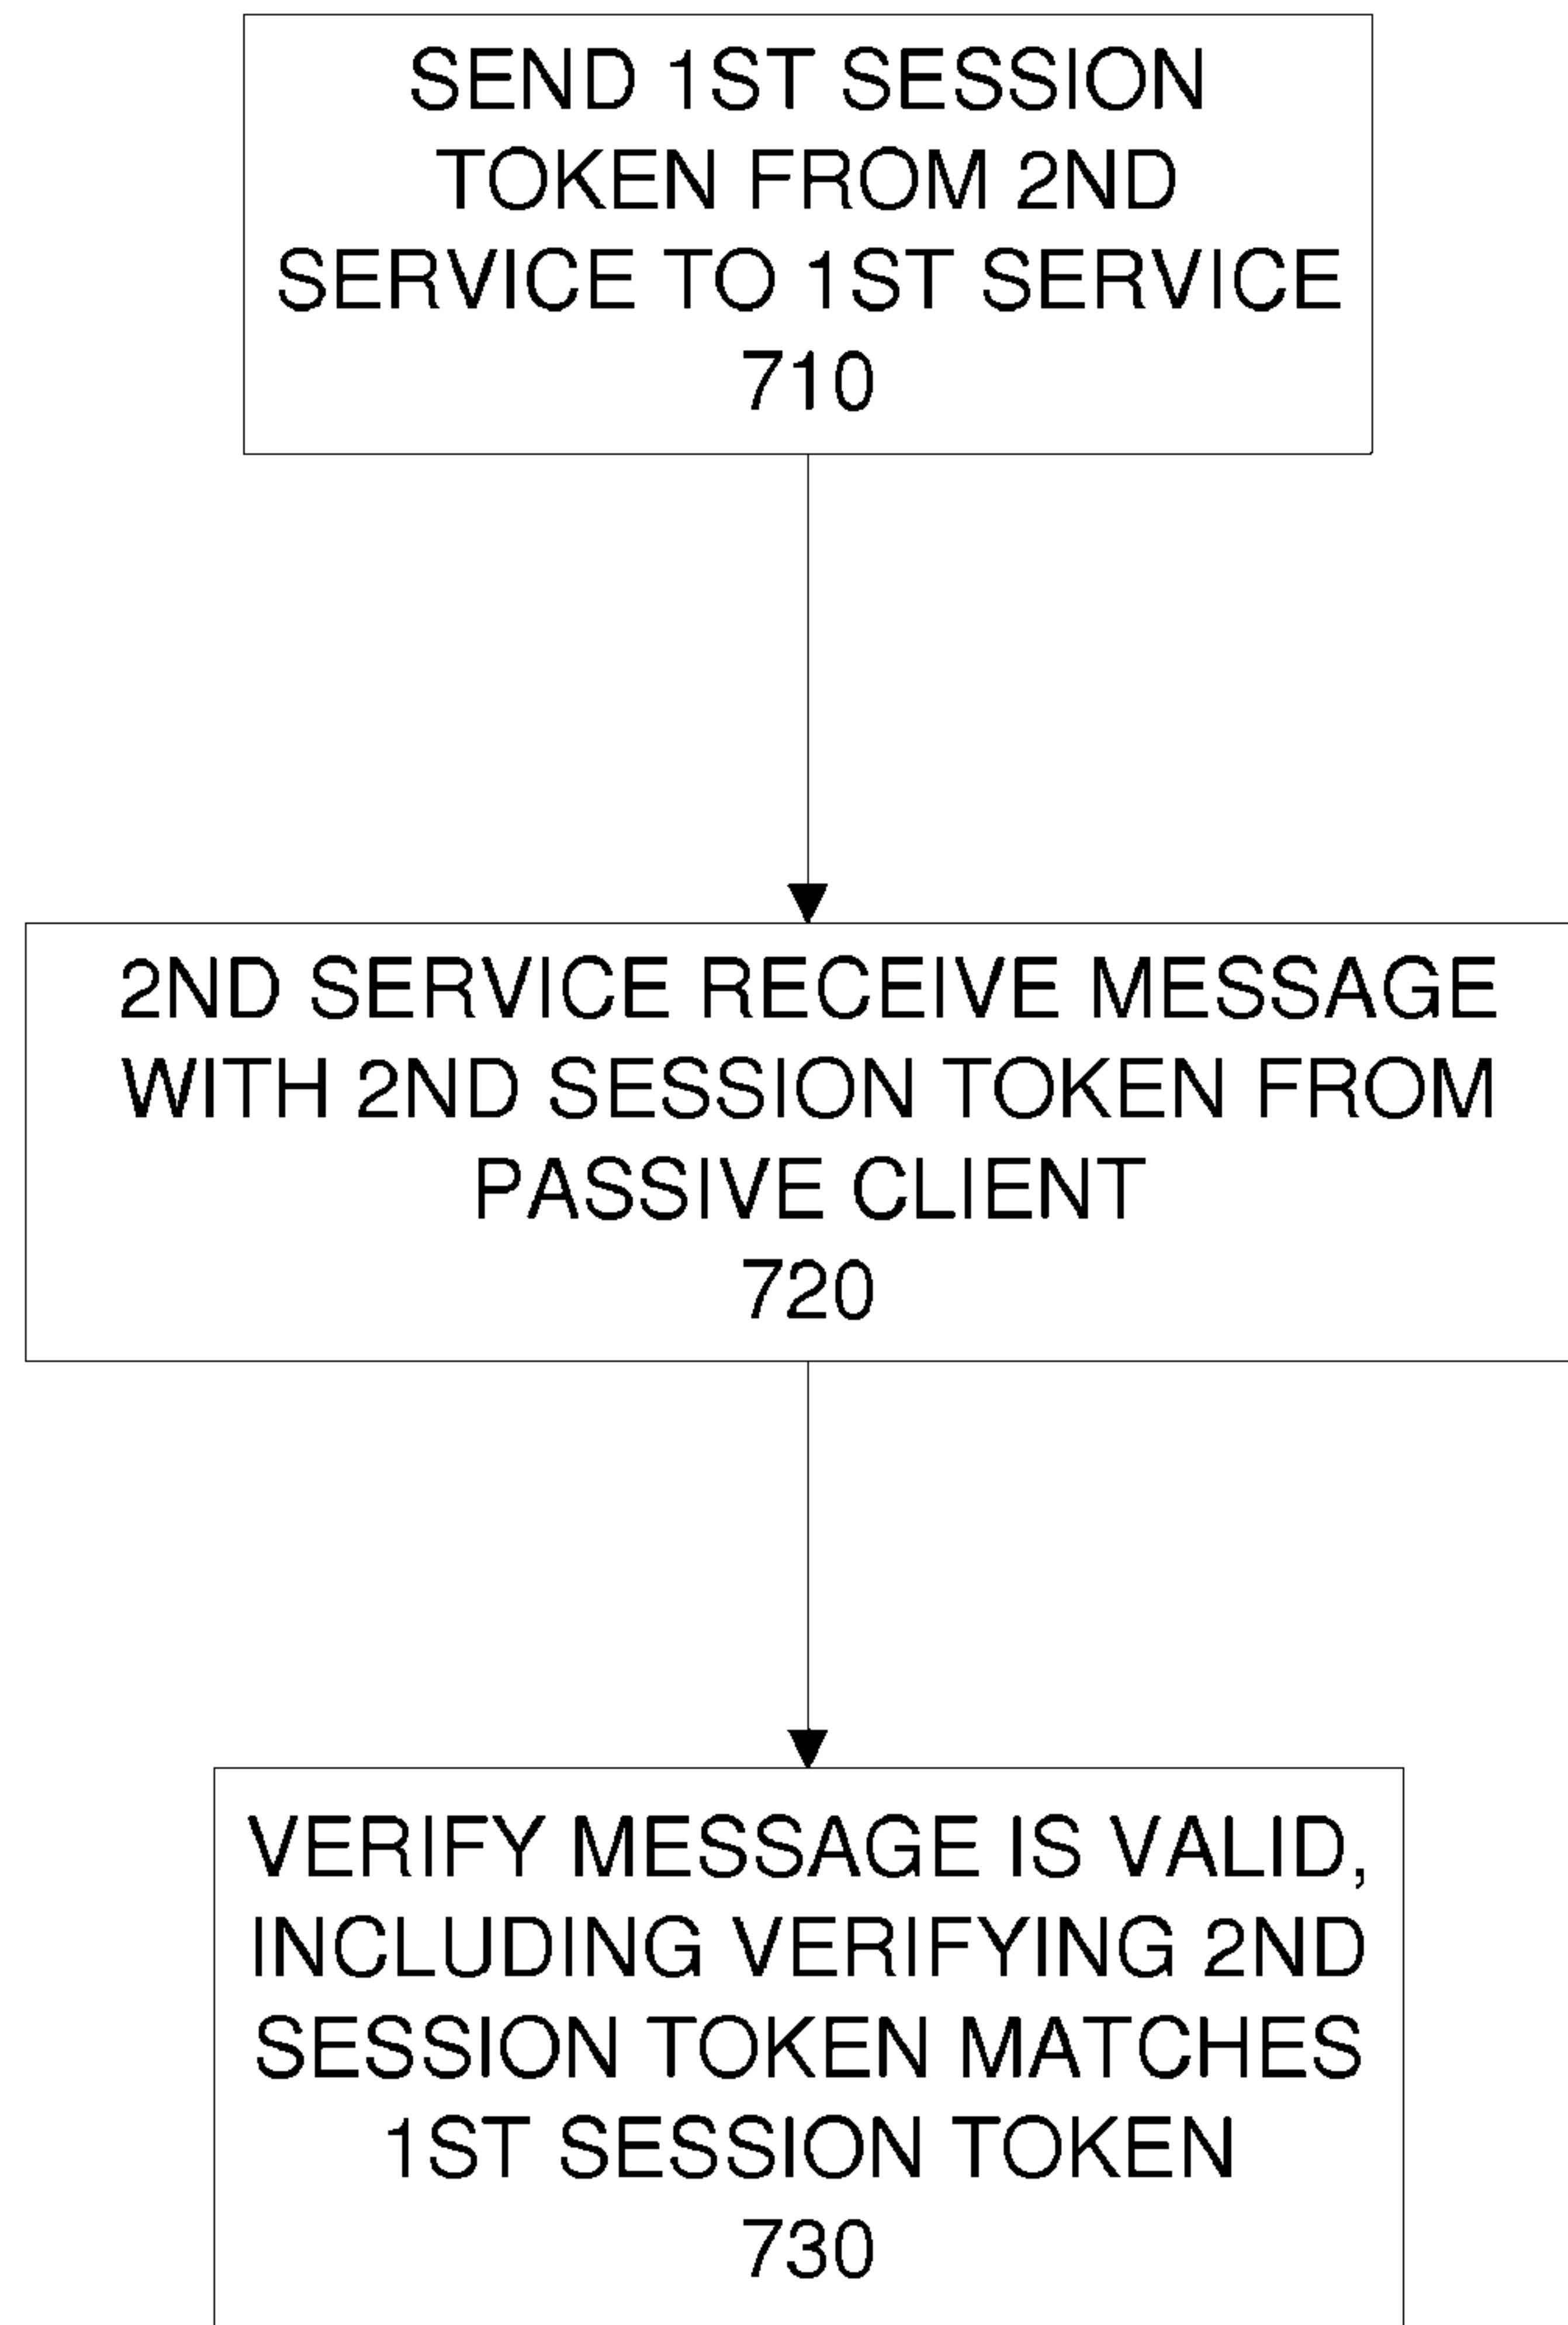 SEND 1ST SESSION
TOKEN FROM 2ND
SERVICE TO 1ST SERVICE
710
2ND SERVICE RECEIVE MESSAGE
WITH 2ND SESSION TOKEN FROM
PASSIVE CLIENT
720
VERIFY MESSAGE IS VALID,
INCLUDING VERIFYING 2ND
SESSION TOKEN MATCHES
1ST SESSION TOKEN
730